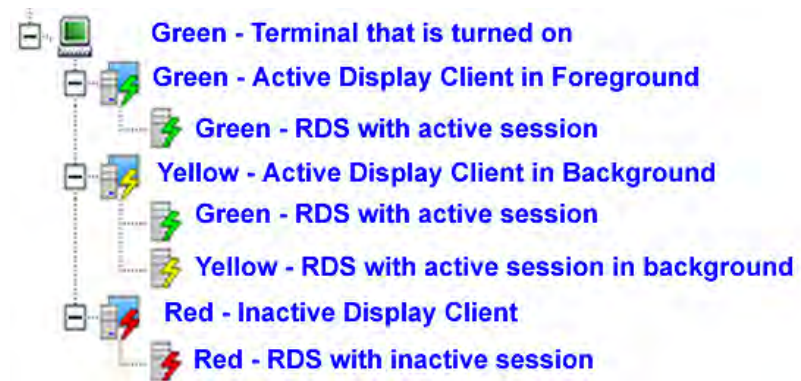 Green - Terminal that is turned on
Green - Active Display Client in Foreground
Green - RDS with active session
Yellow - Active Display Client in Background
Green - RDS with active session
Yellow - RDS with active session in background
Red - Inactive Display Client
Red - RDS with inactive session